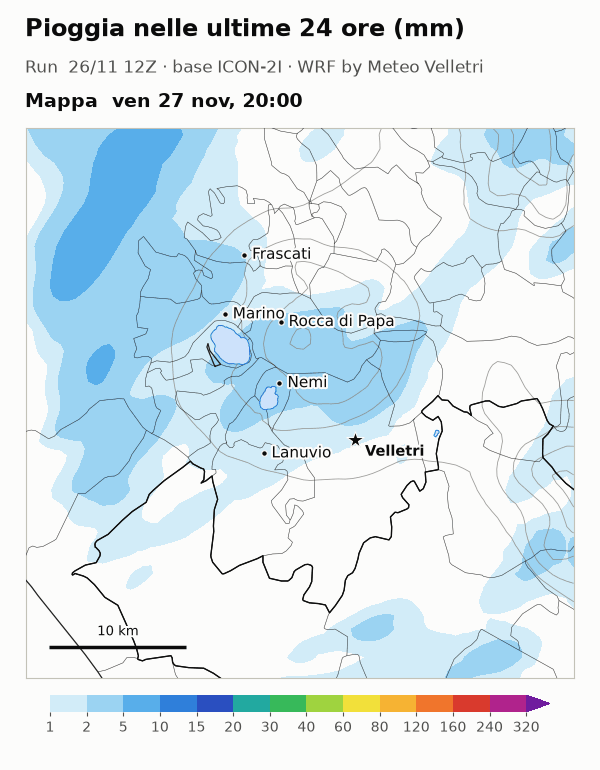 Pioggia nelle ultime 24 ore (mm)
Run  26/11 12Z · base ICON-2I · WRF by Meteo Velletri
Mappa  ven 27 nov, 20:00
Frascati
Marino
Rocca di Papa
Nemi
Velletri
Lanuvio
10 km
1 2 5 10 15 20 30 40 60 80 120 160 240 320